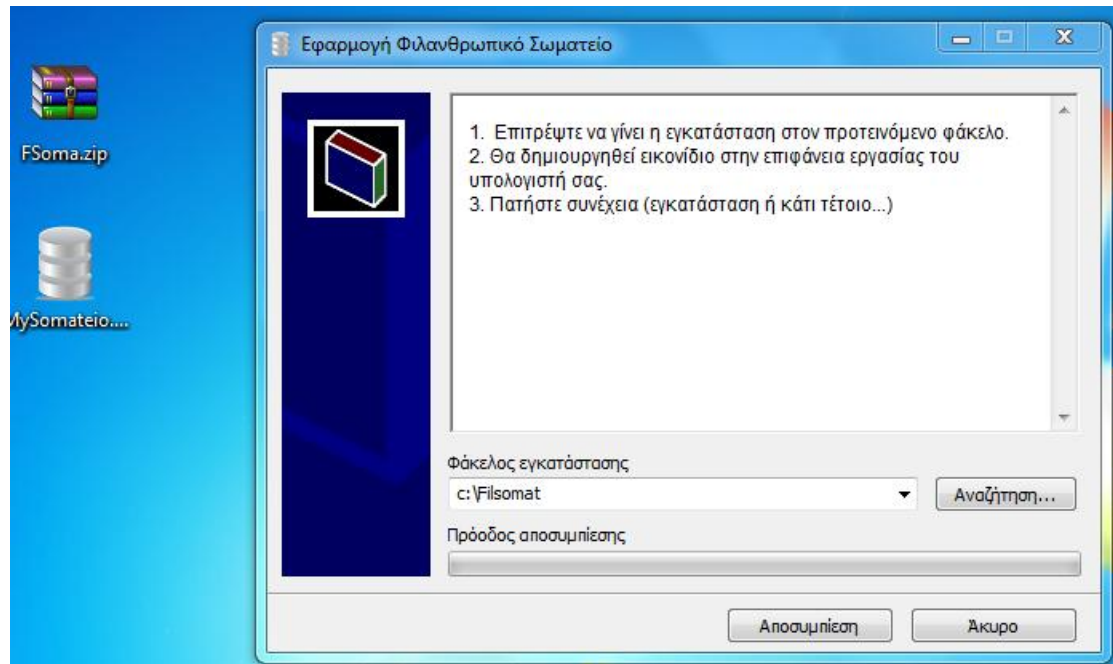 Εφαρμογή Φιλανθρωπικό Σωματείο
FSoma.zip
MySomateio....
1. Επιτρέψτε να γίνει η εγκατάσταση στον προτεινόμενο φάκελο.
2. Θα δημιουργηθεί εικονίδιο στην επιφάνεια εργασίας του
υπολογιστή σας.
3. Πατήστε συνέχεια (εγκατάσταση ή κάτι τέτοιο...)
Φάκελος εγκατάστασης
c:\Filsomat
Αναζήτηση...
Πρόοδος αποσυμπίεσης
Αποσυμπίεση
Άκυρο